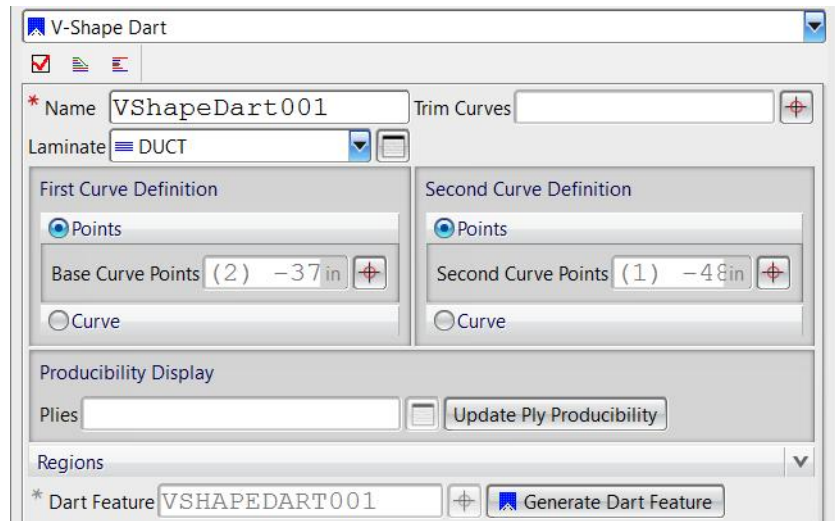 V-Shape Dart
* Name VShapeDart001 Trim Curves
Laminate DUCT
First Curve Definition Second Curve Definition
Points Points
Base Curve Points (2) -37 in Second Curve Points (1) -48 in
Curve Curve
Producibility Display
Plies Update Ply Producibility
Regions
* Dart Feature VSHAPEDART001 Generate Dart Feature